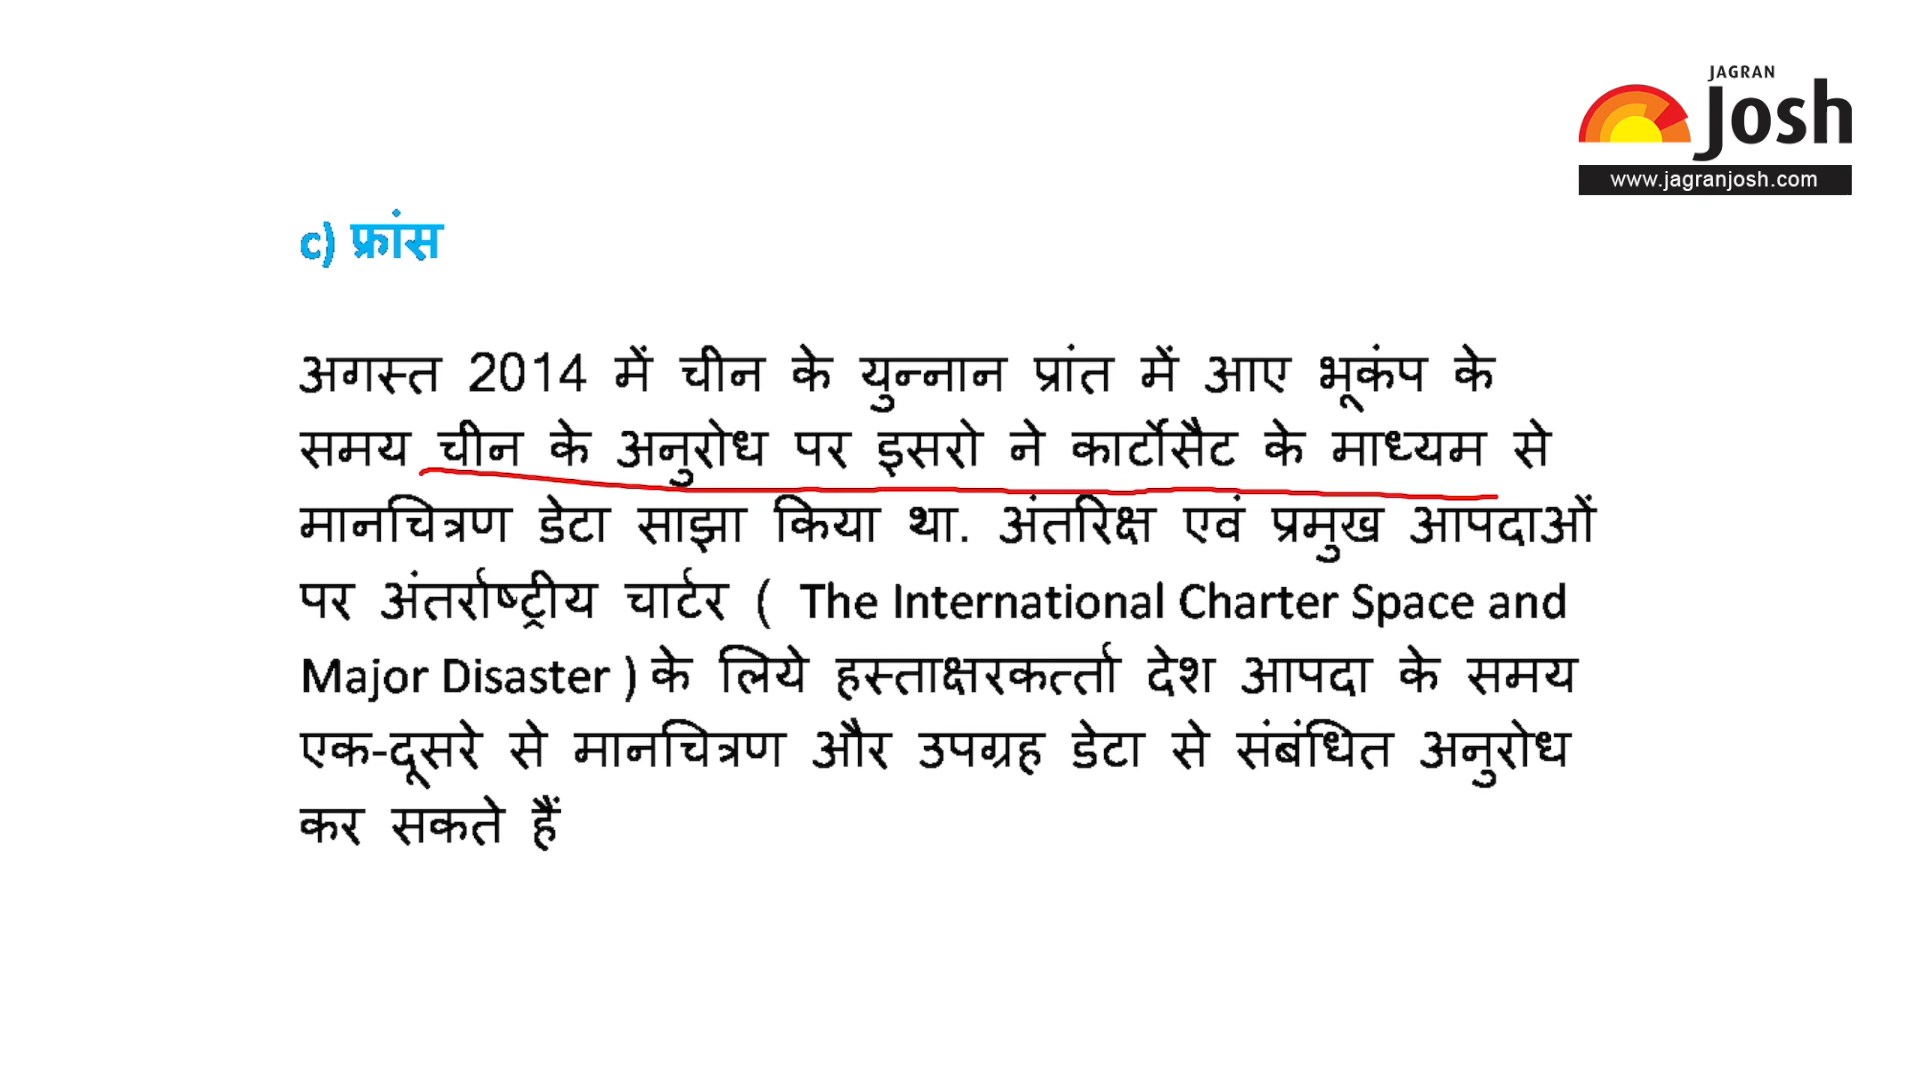 JAGRAN
Josh
www.jagranjosh.com
c) फ्रांस
अगस्त 2014 में चीन के युन्नान प्रांत में आए भूकंप के
समय चीन के अनुरोध पर इसरो ने कार्टोसैट के माध्यम से
मानचित्रण डेटा साझा किया था. अंतरिक्ष एवं प्रमुख आपदाओं
पर अंतर्राष्ट्रीय चार्टर ( The International Charter Space and
Major Disaster ) के लिये हस्ताक्षरकर्त्ता देश आपदा के समय
एक-दूसरे से मानचित्रण और उपग्रह डेटा से संबंधित अनुरोध
कर सकते हैं